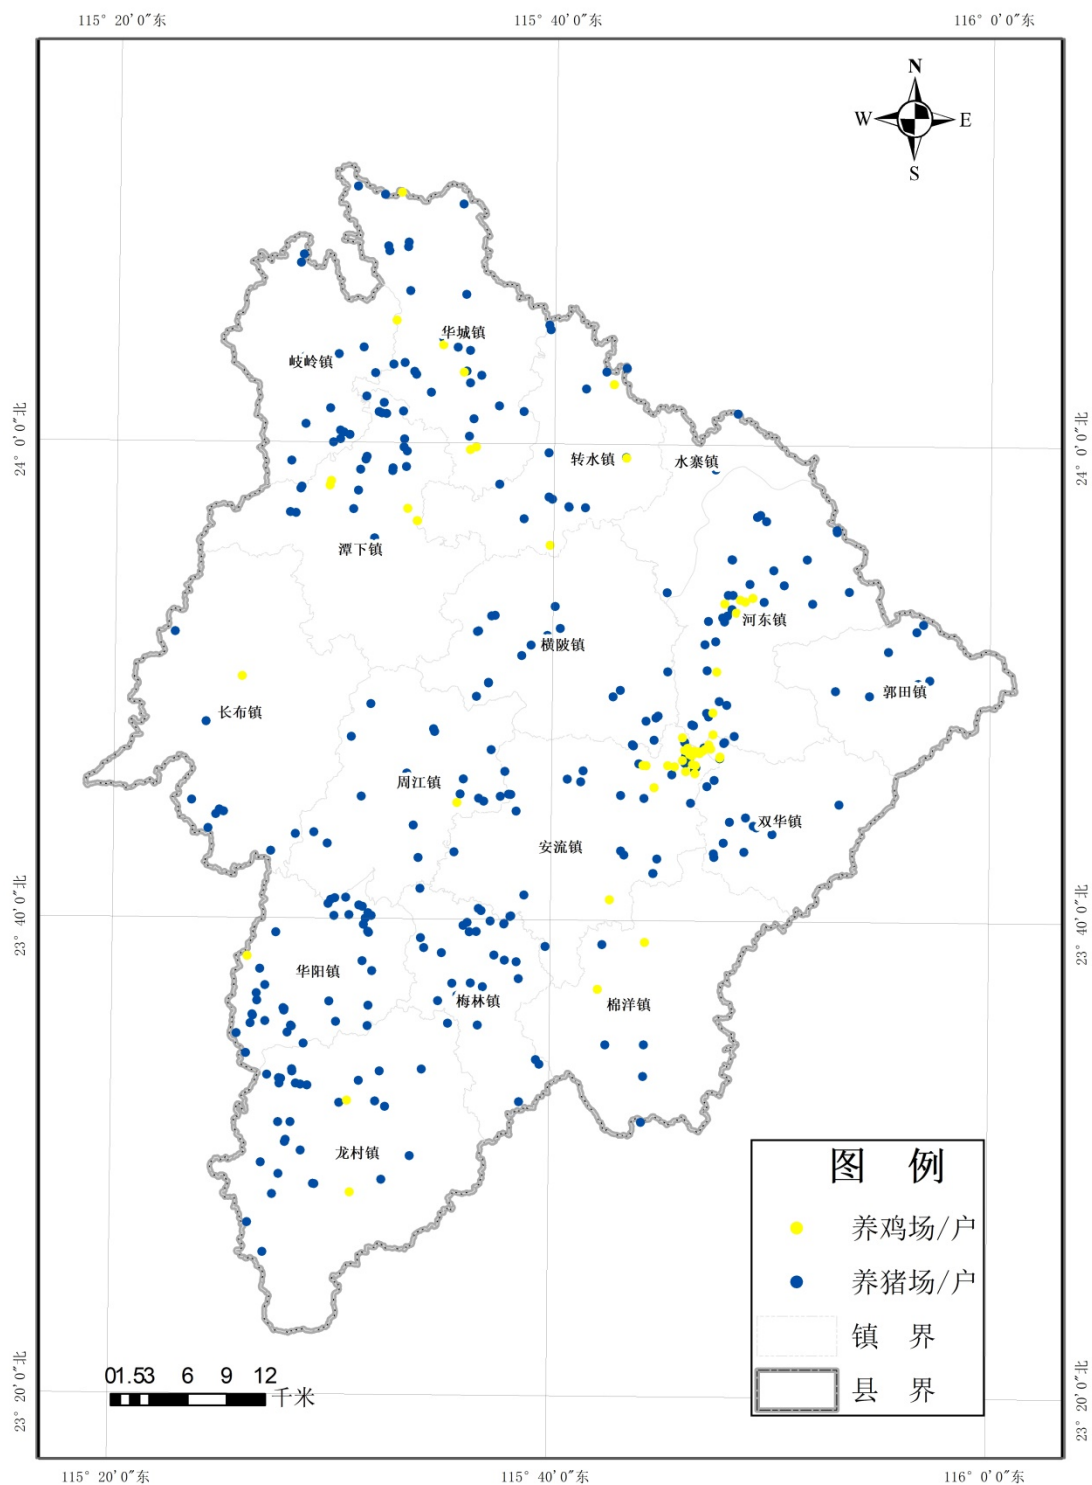 115° 20′0″东
115° 40′0″东
116° 0′0″东
N
W
E
S
华城镇
岐岭镇
24° 0′0″北
24° 0′0″北
转水镇
水寨镇
潭下镇
河东镇
横陂镇
郭田镇
长布镇
周江镇
双华镇
安流镇
23° 40′0″北
23° 40′0″北
华阳镇
梅林镇
棉洋镇
龙村镇
图 例
养鸡场/户
养猪场/户
镇 界
县 界
01.53 6 9 12
千米
23° 20′0″北
23° 20′0″北
115° 20′0″东
115° 40′0″东
116° 0′0″东